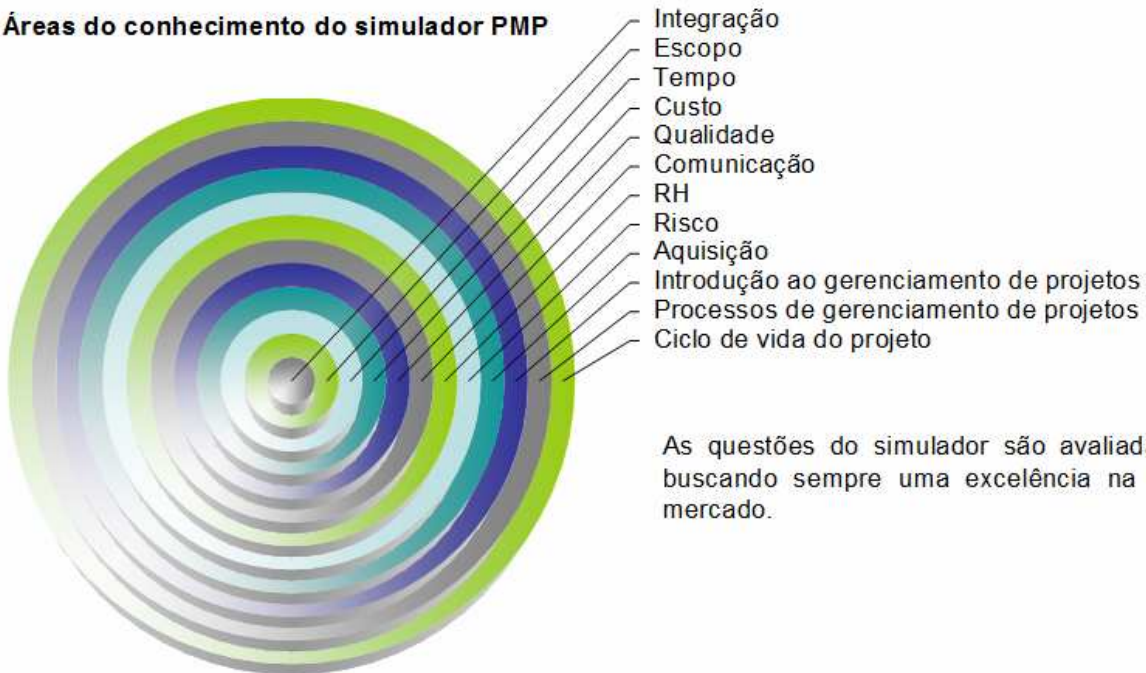 Áreas do conhecimento do simulador PMP
Integração
Escopo
Tempo
Custo
Qualidade
Comunicação
RH
Risco
Aquisição
Introdução ao gerenciamento de projetos
Processos de gerenciamento de projetos
Ciclo de vida do projeto
As questões do simulador são avaliad
buscando sempre uma excelência na
mercado.